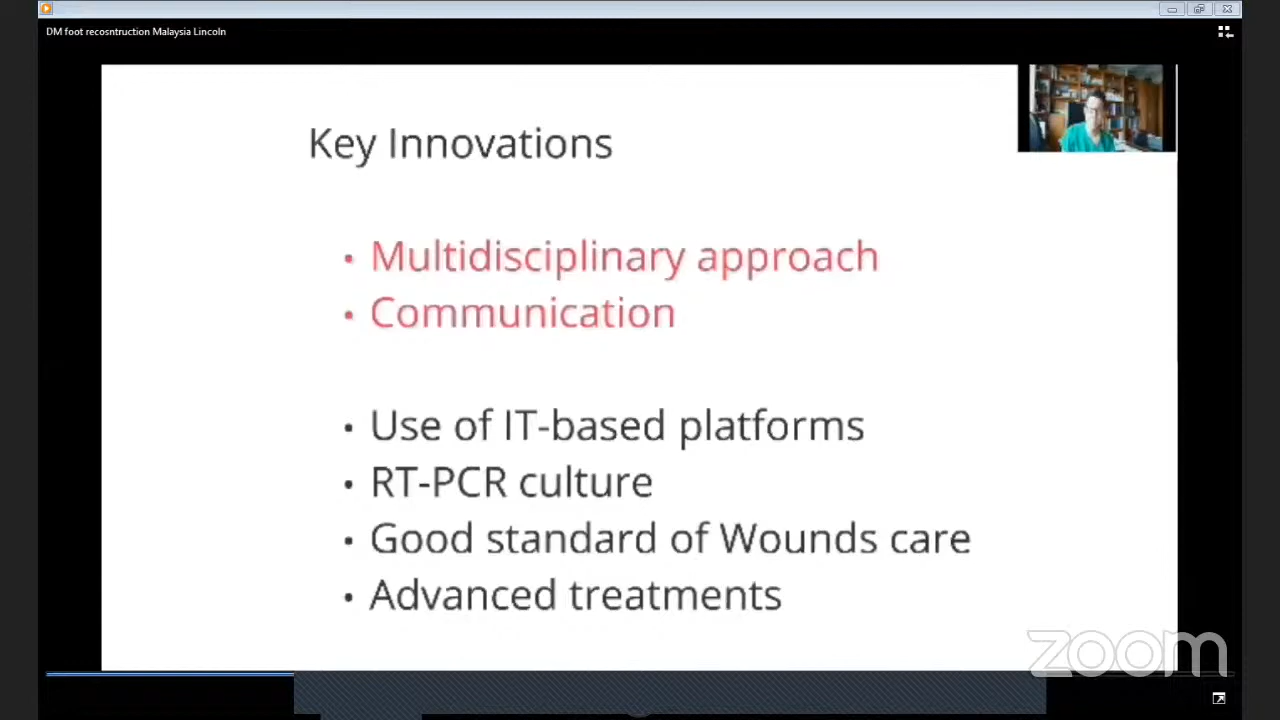 DM foot recosntruction Malaysia Lincoln
Key Innovations
• Multidisciplinary approach
• Communication
• Use of IT-based platforms
• RT-PCR culture
• Good standard of Wounds care
• Advanced treatments
zoom